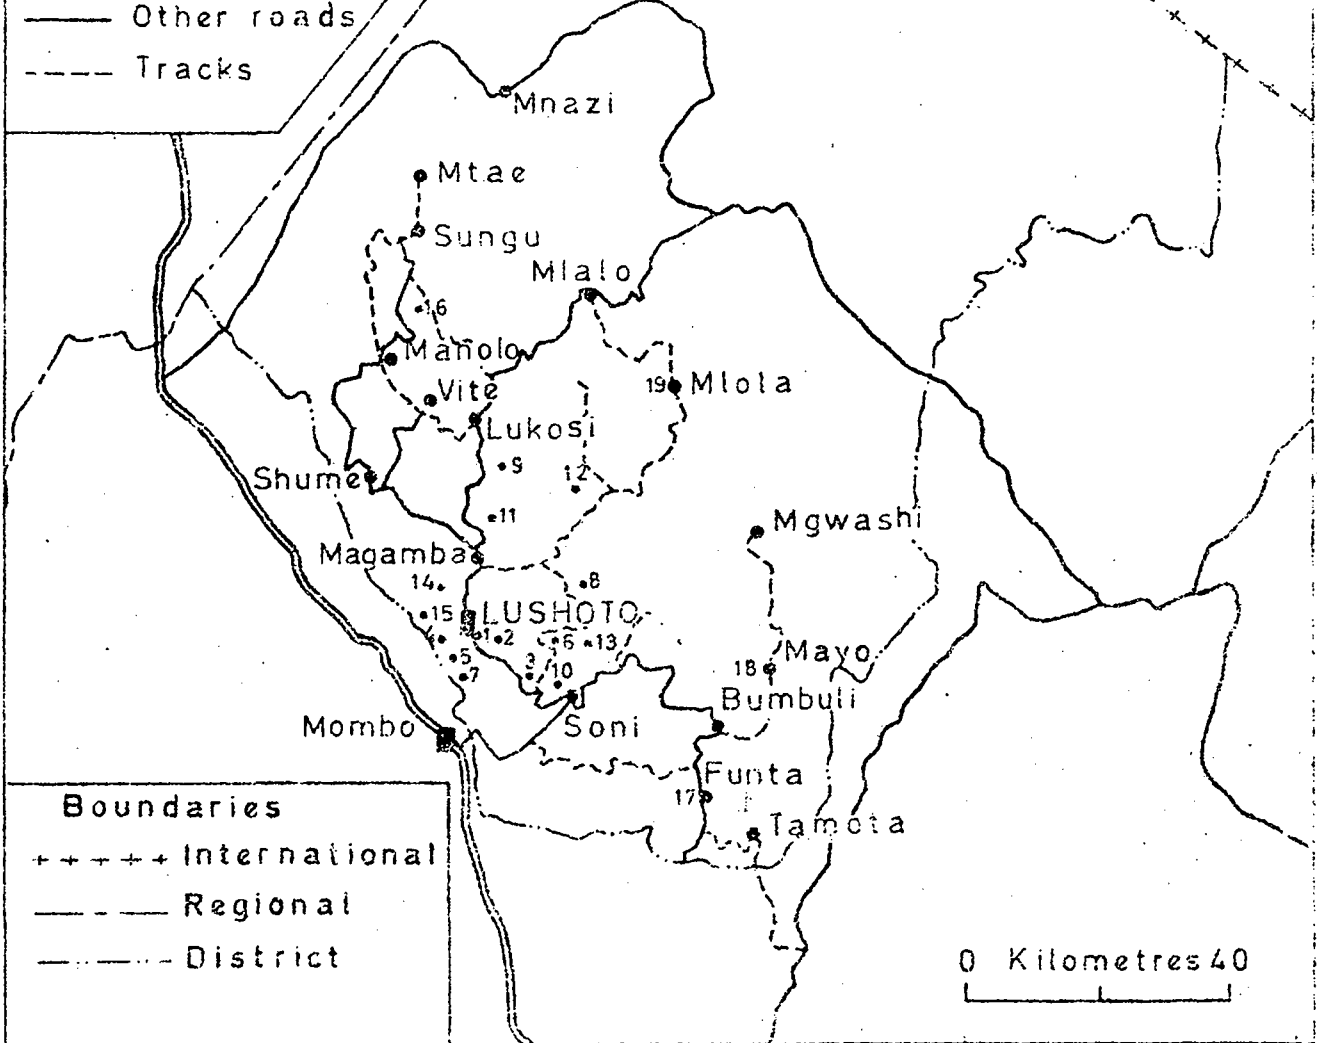 Other roads
Tracks
Mnazi
Mtae
Sungu
Mlalo
16
Manolo
Vite
19 Mlola
Lukosi
Shume
9
12
11
Mgwashi
Magamba
14
8
15
LUSHOTO
1
2
6
13
5
3
7
10
18 Mayo
Bumbuli
Mombo
Soni
Funta
17
Tamota
Boundaries
International
Regional
District
0 Kilometres 40